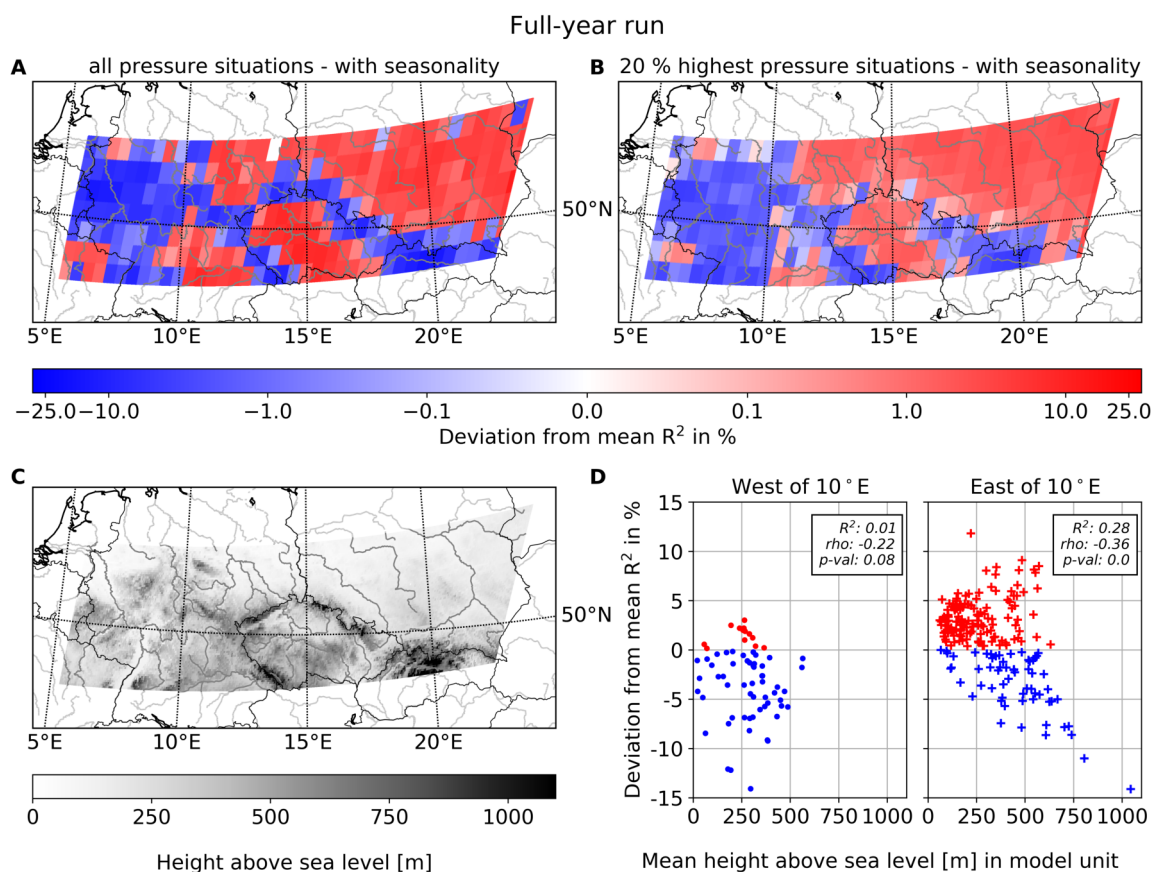 Full-year run
A
all pressure situations - with seasonality
B
20 % highest pressure situations - with seasonality
50°N
5°E 10°E 15°E 20°E
5°E 10°E 15°E 20°E
−25.0 −10.0 −1.0 −0.1 0.0 0.1 1.0 10.0 25.0
Deviation from mean R² in %
C
50°N
5°E 10°E 15°E 20°E
0 250 500 750 1000
Height above sea level [m]
D
West of 10°E
East of 10°E
Deviation from mean R² in %
15
10
5
0
-5
-10
-15
R²: 0.01
rho: -0.22
p-val: 0.08
R²: 0.28
rho: -0.36
p-val: 0.0
0 250 500 750 1000
0 250 500 750 1000
Mean height above sea level [m] in model unit